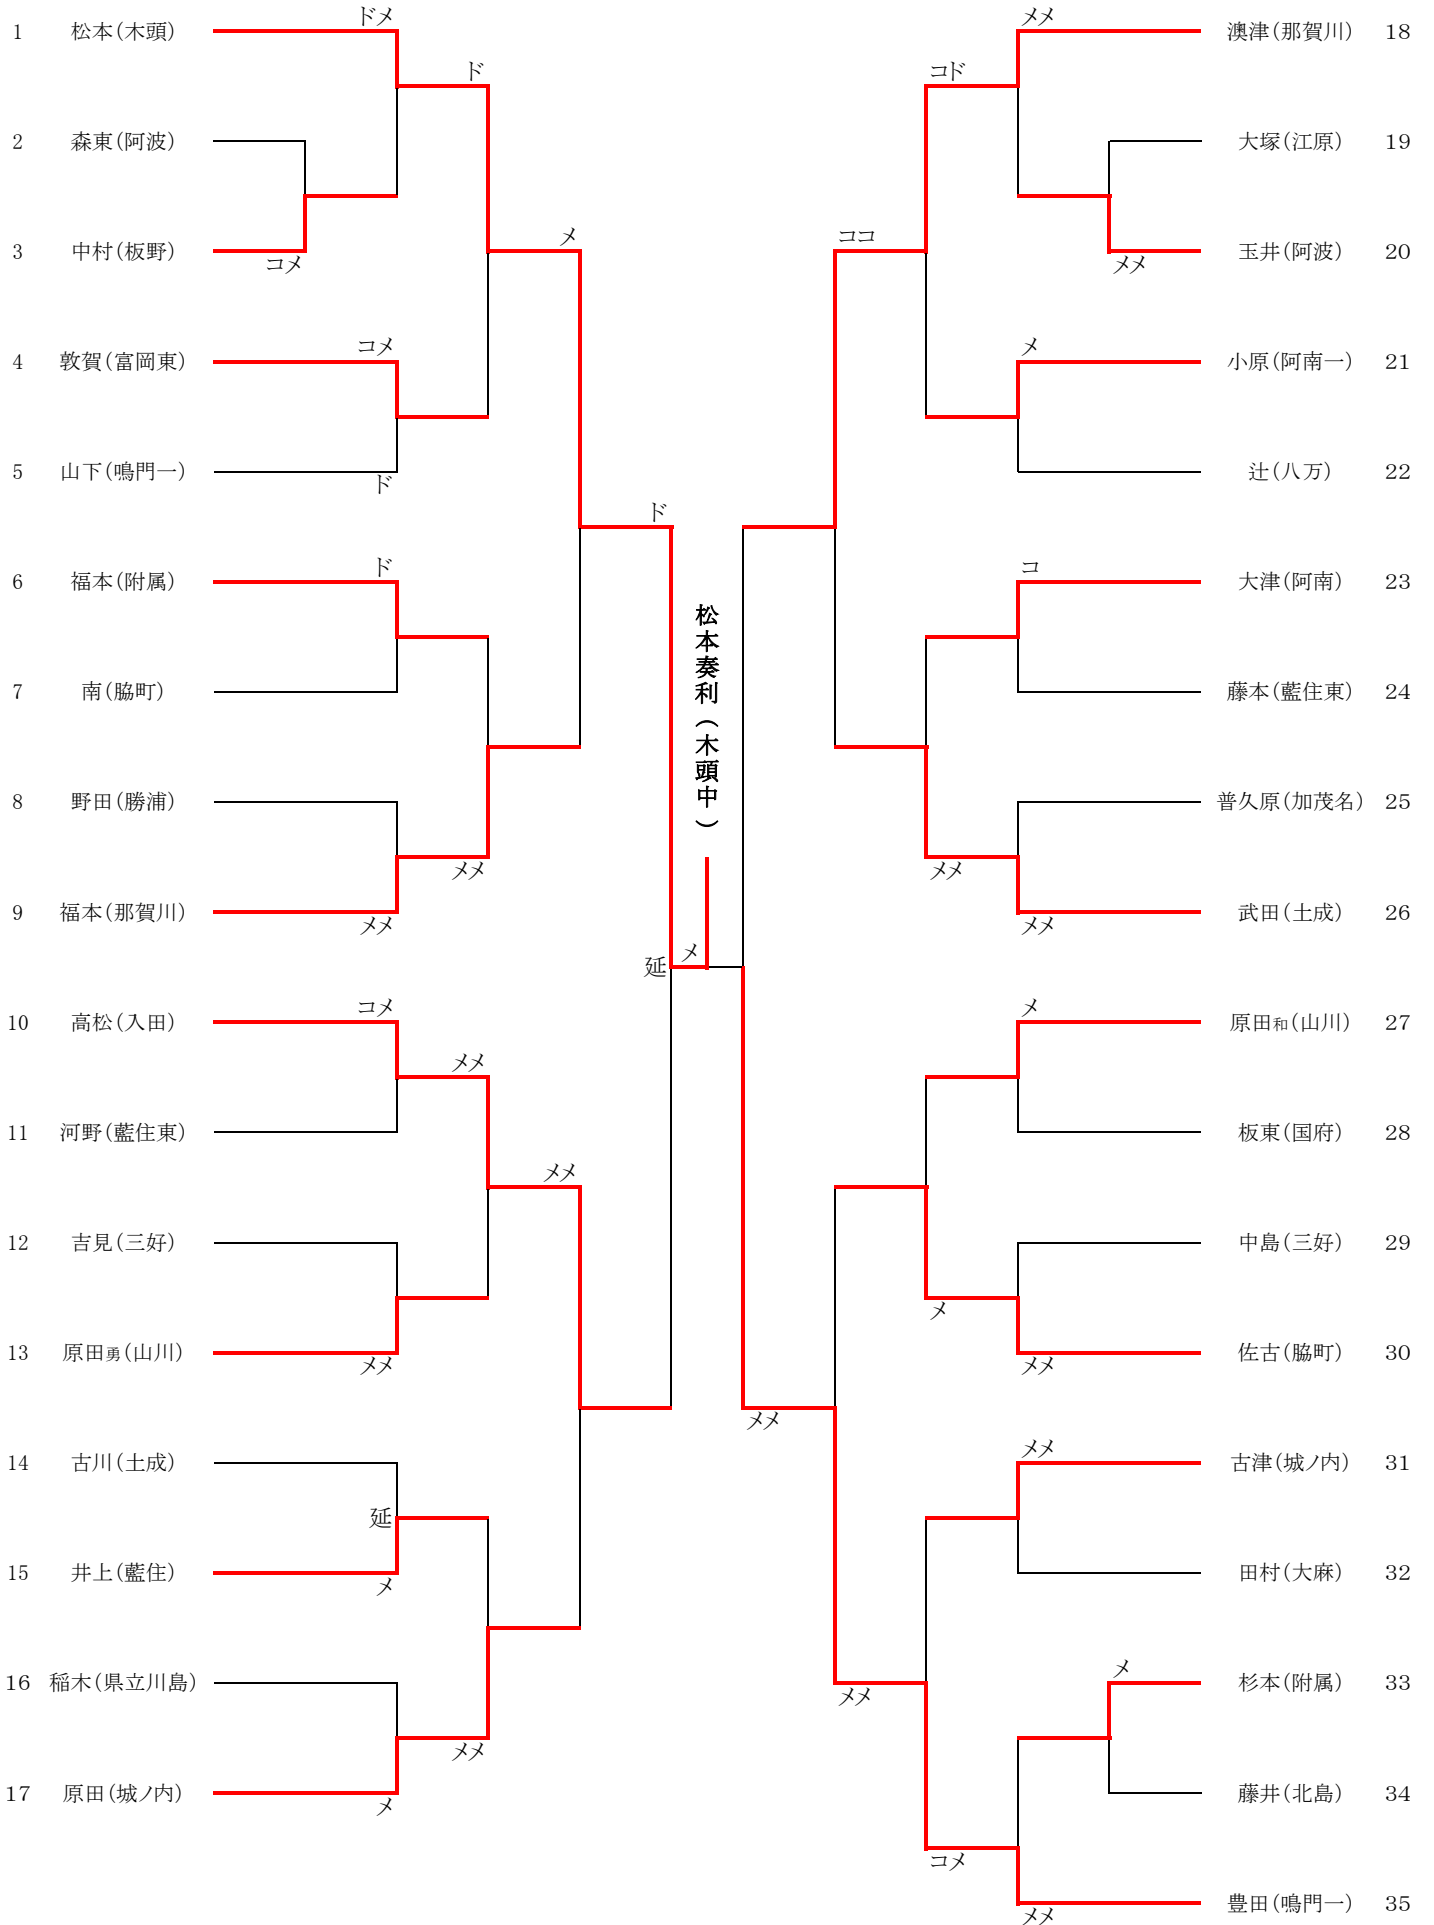 ドメ
メメ
1 松本(木頭)
澳津(那賀川) 18
ド
コド
2 森東(阿波)
大塚(江原) 19
メ
ココ
3 中村(板野)
玉井(阿波) 20
コメ
メメ
コメ
メ
4 敦賀(富岡東)
小原(阿南一) 21
5 山下(鳴門一)
辻(八万) 22
ド
ド
ド
コ
6 福本(附属)
大津(阿南) 23
松本奏利(木頭中)
7 南(脇町)
藤本(藍住東) 24
8 野田(勝浦)
普久原(加茂名) 25
メメ
メメ
9 福本(那賀川)
武田(土成) 26
メメ
メメ
メ
延
コメ
メ
10 高松(入田)
原田和(山川) 27
メメ
11 河野(藍住東)
板東(国府) 28
メメ
12 吉見(三好)
中島(三好) 29
メ
13 原田勇(山川)
佐古(脇町) 30
メメ
メメ
メメ
メメ
14 古川(土成)
古津(城ノ内) 31
延
15 井上(藍住)
田村(大麻) 32
メ
メ
16 稲木(県立川島)
杉本(附属) 33
メメ
メメ
17 原田(城ノ内)
藤井(北島) 34
メ
コメ
豊田(鳴門一) 35
メメ